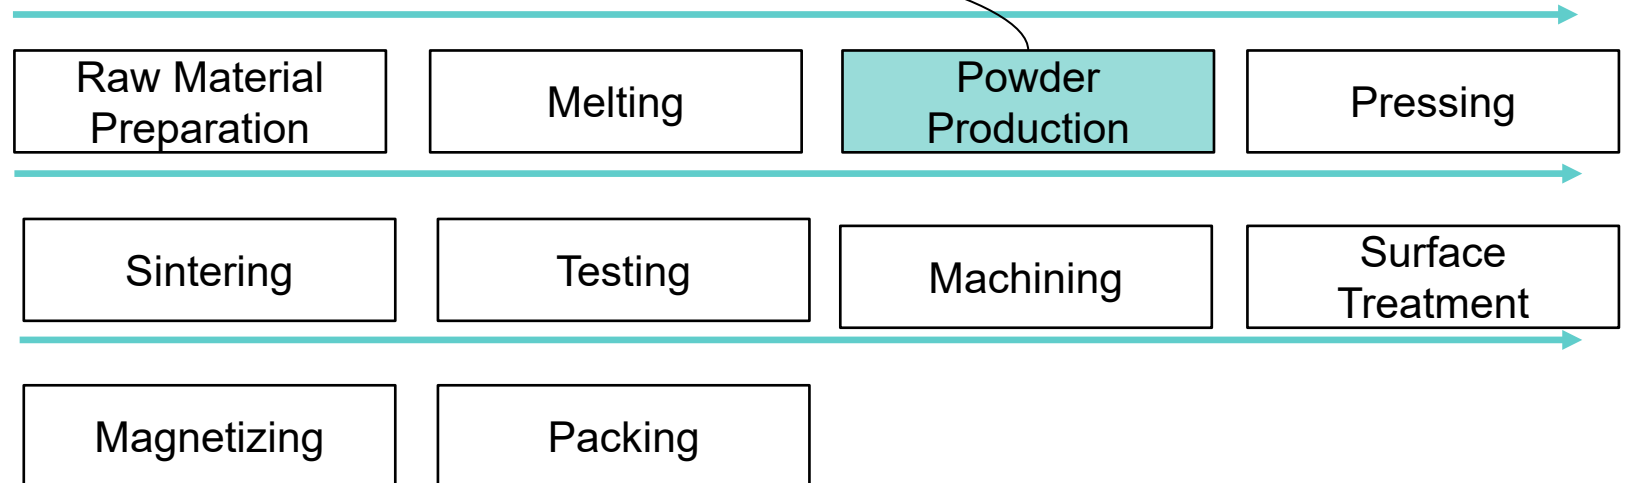 Raw Material
Preparation
Melting
Powder
Production
Pressing
Sintering
Testing
Machining
Surface
Treatment
Magnetizing
Packing